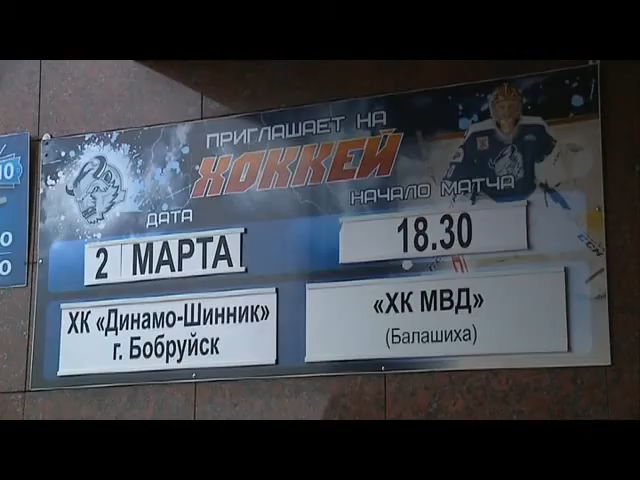 ПРИГЛАШАЕТ НА
ХОККЕЙ
ДАТА
НАЧАЛО МАТЧА
2 МАРТА
18.30
ХК «Динамо-Шинник»
г. Бобруйск
«ХК МВД»
(Балашиха)